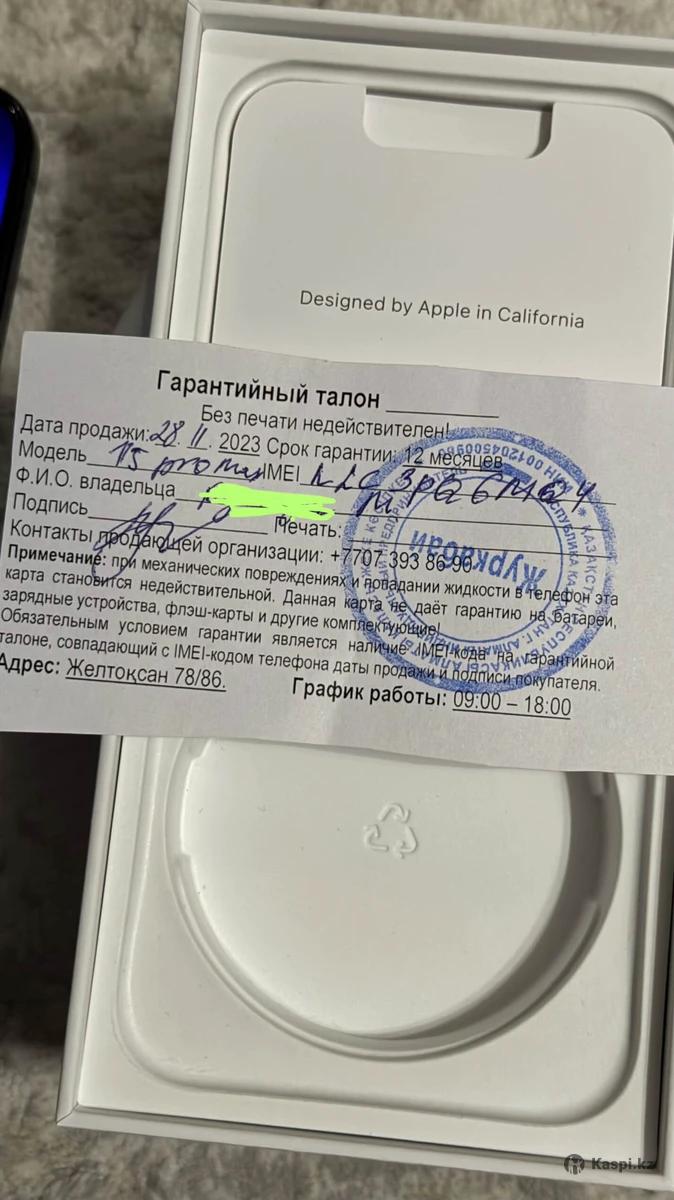 Designed by Apple in California
Гарантийный талон
Без печати недействителен!
Дата продажи: 28.11. 2023 Срок гарантии: 12 месяцев
Модель 15 pro max IMEI
Ф.И.О. владельца
Подпись Печать:
Контакты продающей организации: +7707 393 86 90
Примечание: при механических повреждениях и попадании жидкости в телефон эта
карта становится недействительной. Данная карта не даёт гарантию на батареи,
зарядные устройства, флэш-карты и другие комплектующие!
Обязательным условием гарантии является наличие IMEI-кода на гарантийной
талоне, совпадающий с IMEI-кодом телефона даты продажи и подписи покупателя.
Адрес: Желтоқсан 78/86.
График работы: 09:00 – 18:00
Журкабай
Kaspi.kz